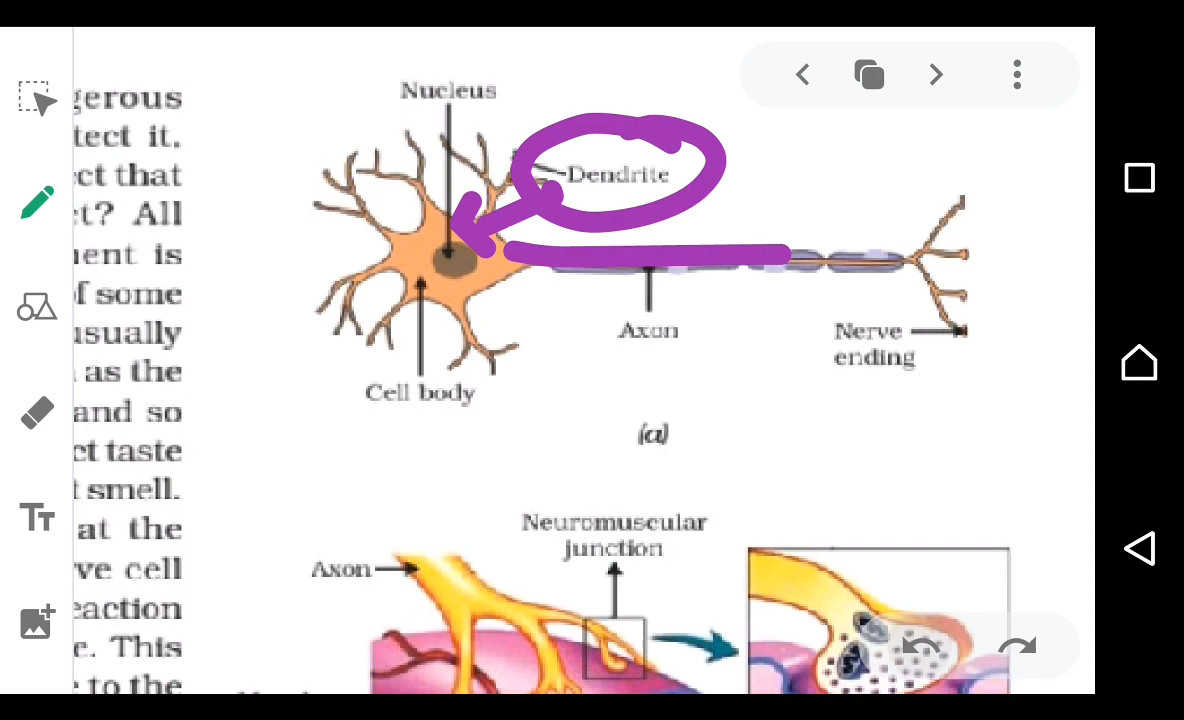 Nucleus
gerous
tect it.
Dendrite
ct that
t? All
ent is
f some
Axon
Nerve
usually
ending
as the
Cell body
and so
(a)
ct taste
smell.
Neuromuscular
at the
junction
Axon
ve cell
eaction
e. This
to the
TT